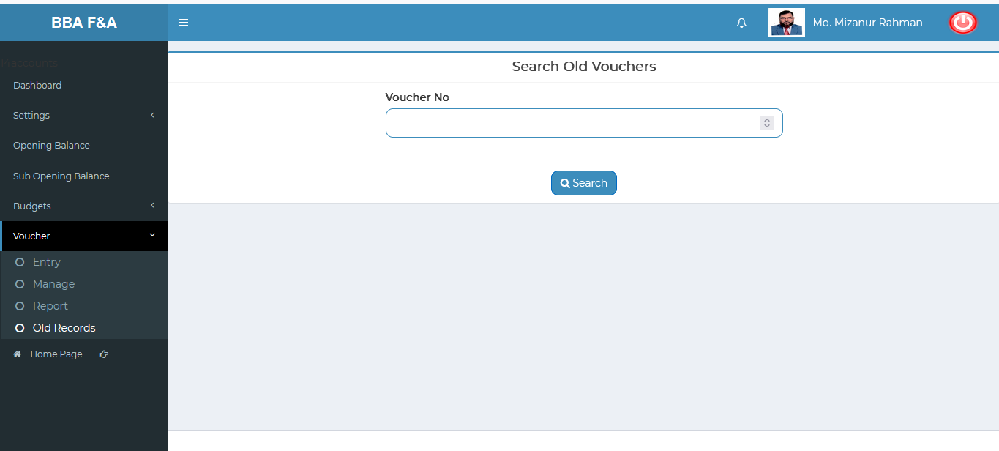 BBA F&A
Md. Mizanur Rahman
14accounts
Dashboard
Settings
Opening Balance
Sub Opening Balance
Budgets
Voucher
Entry
Manage
Report
Old Records
Home Page
Search Old Vouchers
Voucher No
Search